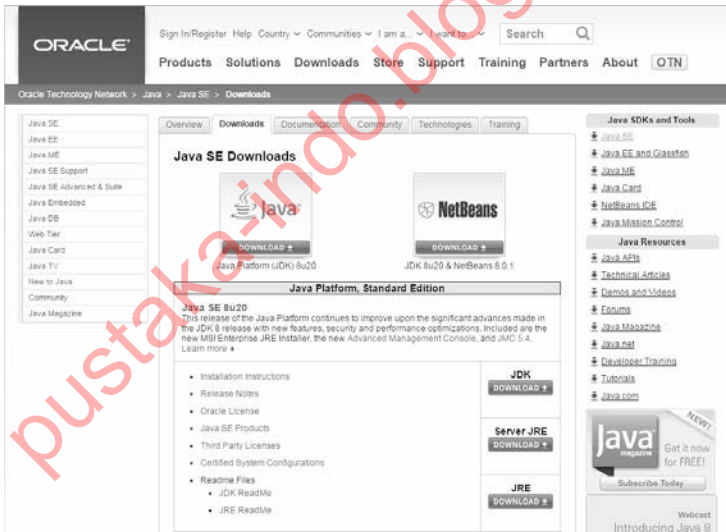 ORACLE
Sign In/Register Help Country Communities I am a... I want to... Search
Products Solutions Downloads Store Support Training Partners About OTN
Oracle Technology Network > Java > Java SE > Downloads
Java SE
Java EE
Java ME
Java SE Support
Java SE Advanced & Suite
Java Embedded
Java DB
Web Tier
Java Card
Java TV
New to Java
Community
Java Magazine
Overview Downloads Documentation Community Technologies Training
Java SE Downloads
Java
DOWNLOAD
Java Platform (JDK) 8u20
NetBeans
DOWNLOAD
JDK 8u20 & NetBeans 8.0.1
Java Platform, Standard Edition
Java SE 8u20
This release of the Java Platform continues to improve upon the significant advances made in
the JDK 8 release with new features, security and performance optimizations. Included are the
new MSI Enterprise JRE Installer, the new Advanced Management Console, and JMC 5.4.
Learn more
Installation Instructions
Release Notes
Oracle License
Java SE Products
Third Party Licenses
Certified System Configurations
Readme Files
JDK ReadMe
JRE ReadMe
JDK
DOWNLOAD
Server JRE
DOWNLOAD
JRE
DOWNLOAD
Java SDKs and Tools
Java SE
Java EE and Glassfish
Java ME
Java Card
NetBeans IDE
Java Mission Control
Java Resources
Java APIs
Technical Articles
Demos and Videos
Forums
Java Magazine
Java.net
Developer Training
Tutorials
Java.com
NEW!
Java
magazine
Get it now
for FREE!
Subscribe Today
Webcast
Introducing Java 8
pustaka-indo.blog